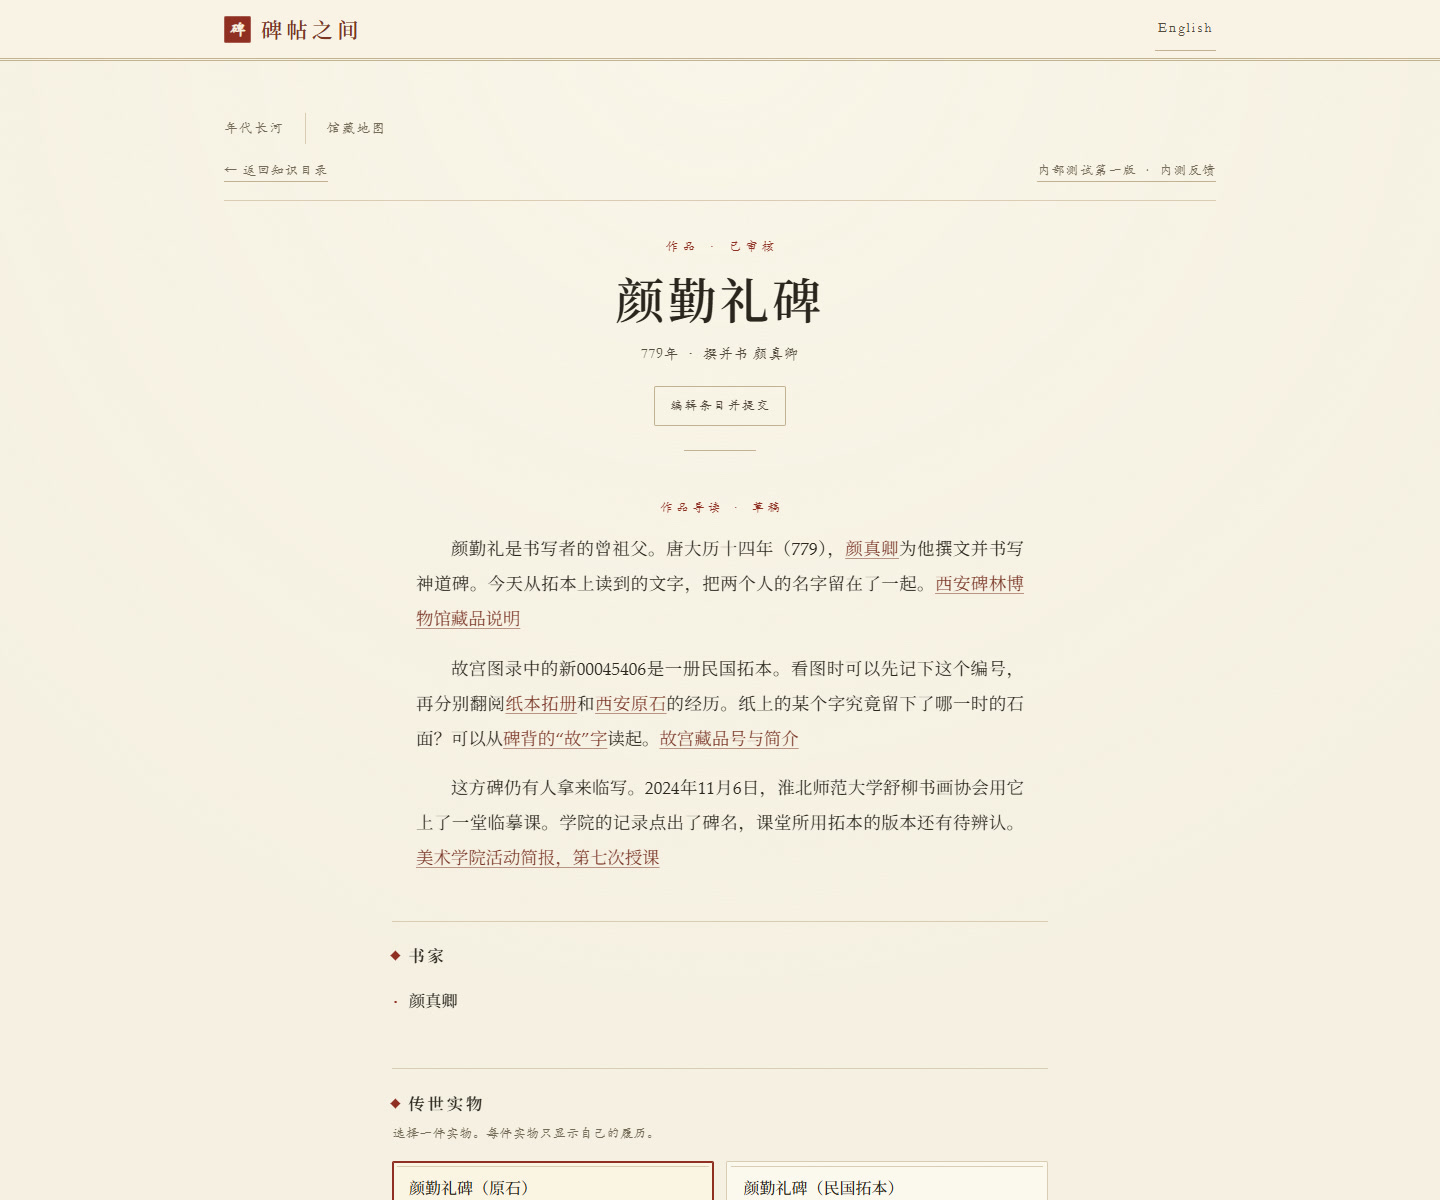 碑 碑帖之间
English
年代长河 馆藏地图
← 返回知识目录
内部测试第一版 · 内测反馈
作品 · 已审核
颜勤礼碑
779年 · 撰并书 颜真卿
编辑条目并提交
作品导读 · 草稿
颜勤礼是书写者的曾祖父。唐大历十四年（779），颜真卿为他撰文并书写
神道碑。今天从拓本上读到的文字，把两个人的名字留在了一起。西安碑林博
物馆藏品说明
故宫图录中的新00045406是一册民国拓本。看图时可以先记下这个编号，
再分别翻阅纸本拓册和西安原石的经历。纸上的某个字究竟留下了哪一时的石
面？可以从碑背的“故”字读起。故宫藏品号与简介
这方碑仍有人拿来临写。2024年11月6日，淮北师范大学舒柳书画协会用它
上了一堂临摹课。学院的记录点出了碑名，课堂所用拓本的版本还有待辨认。
美术学院活动简报，第七次授课
书家
· 颜真卿
传世实物
选择一件实物。每件实物只显示自己的履历。
颜勤礼碑（原石）
颜勤礼碑（民国拓本）